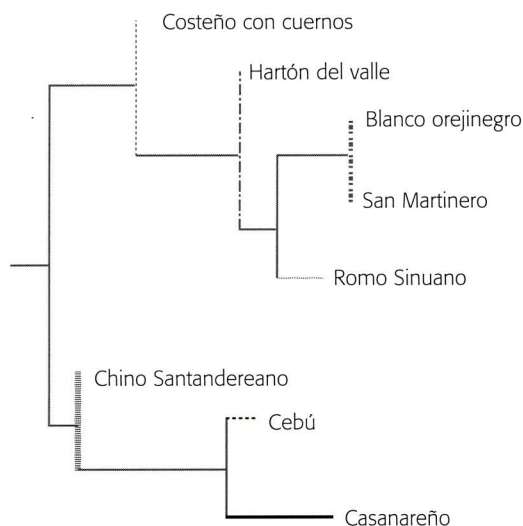 Costeño con cuernos
Hartón del valle
Blanco orejinegro
San Martinero
Romo Sinuano
Chino Santandereano
Cebú
Casanareño